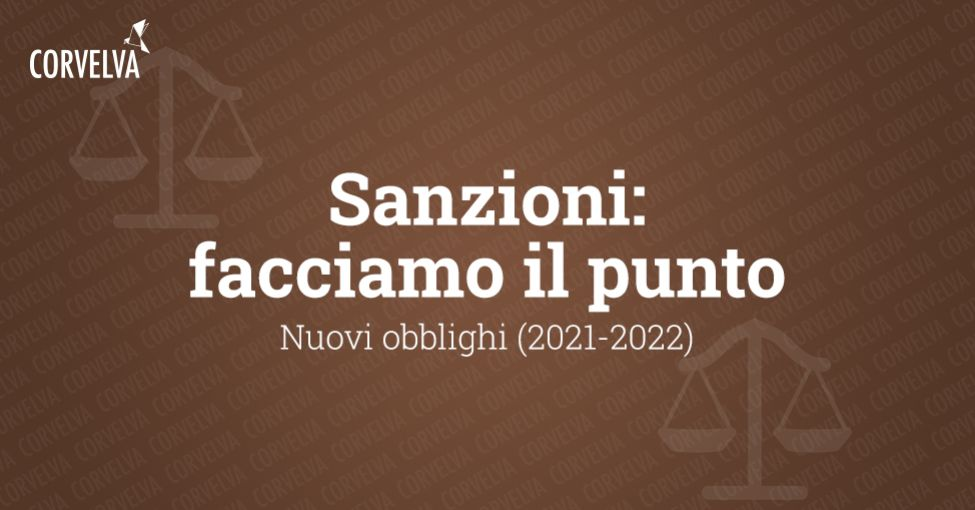 CORVELVA
Sanzioni:
facciamo il punto
Nuovi obblighi (2021-2022)